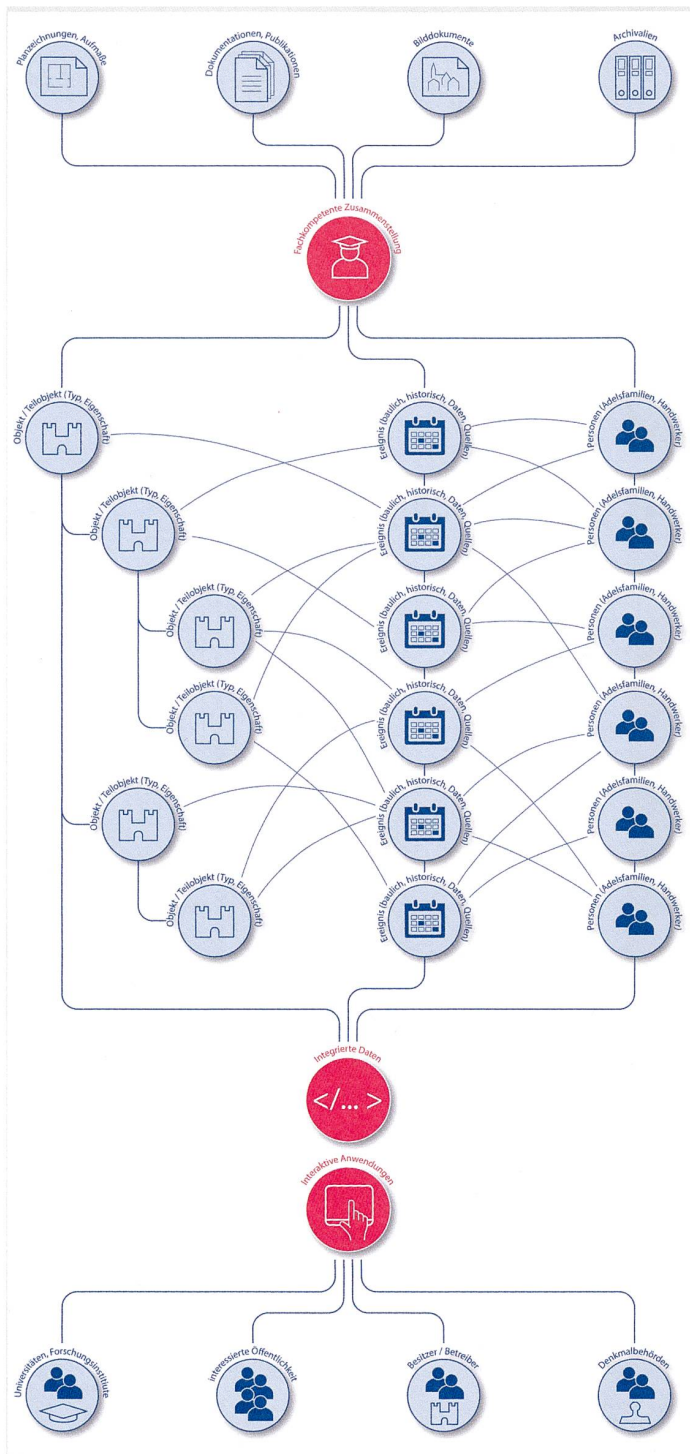 Planzeichnungen, Aufmaße
Dokumentationen, Publikationen
Bilddokumente
Archivalien
Fachkompetente Zusammenstellung
Objekt / Teilobjekt (Typ, Eigenschaft)
Ereignis (baulich, historisch, Daten, Quellen)
Personen (Adelsfamilien, Handwerker)
Objekt / Teilobjekt (Typ, Eigenschaft)
Ereignis (baulich, historisch, Daten, Quellen)
Personen (Adelsfamilien, Handwerker)
Objekt / Teilobjekt (Typ, Eigenschaft)
Ereignis (baulich, historisch, Daten, Quellen)
Personen (Adelsfamilien, Handwerker)
Objekt / Teilobjekt (Typ, Eigenschaft)
Ereignis (baulich, historisch, Daten, Quellen)
Personen (Adelsfamilien, Handwerker)
Objekt / Teilobjekt (Typ, Eigenschaft)
Ereignis (baulich, historisch, Daten, Quellen)
Personen (Adelsfamilien, Handwerker)
Objekt / Teilobjekt (Typ, Eigenschaft)
Ereignis (baulich, historisch, Daten, Quellen)
Personen (Adelsfamilien, Handwerker)
Integrierte Daten
</... >
Interaktive Anwendungen
Universitäten, Forschungsinstitiute
interessierte Öffentlichkeit
Besitzer / Betreiber
Denkmalbehörden